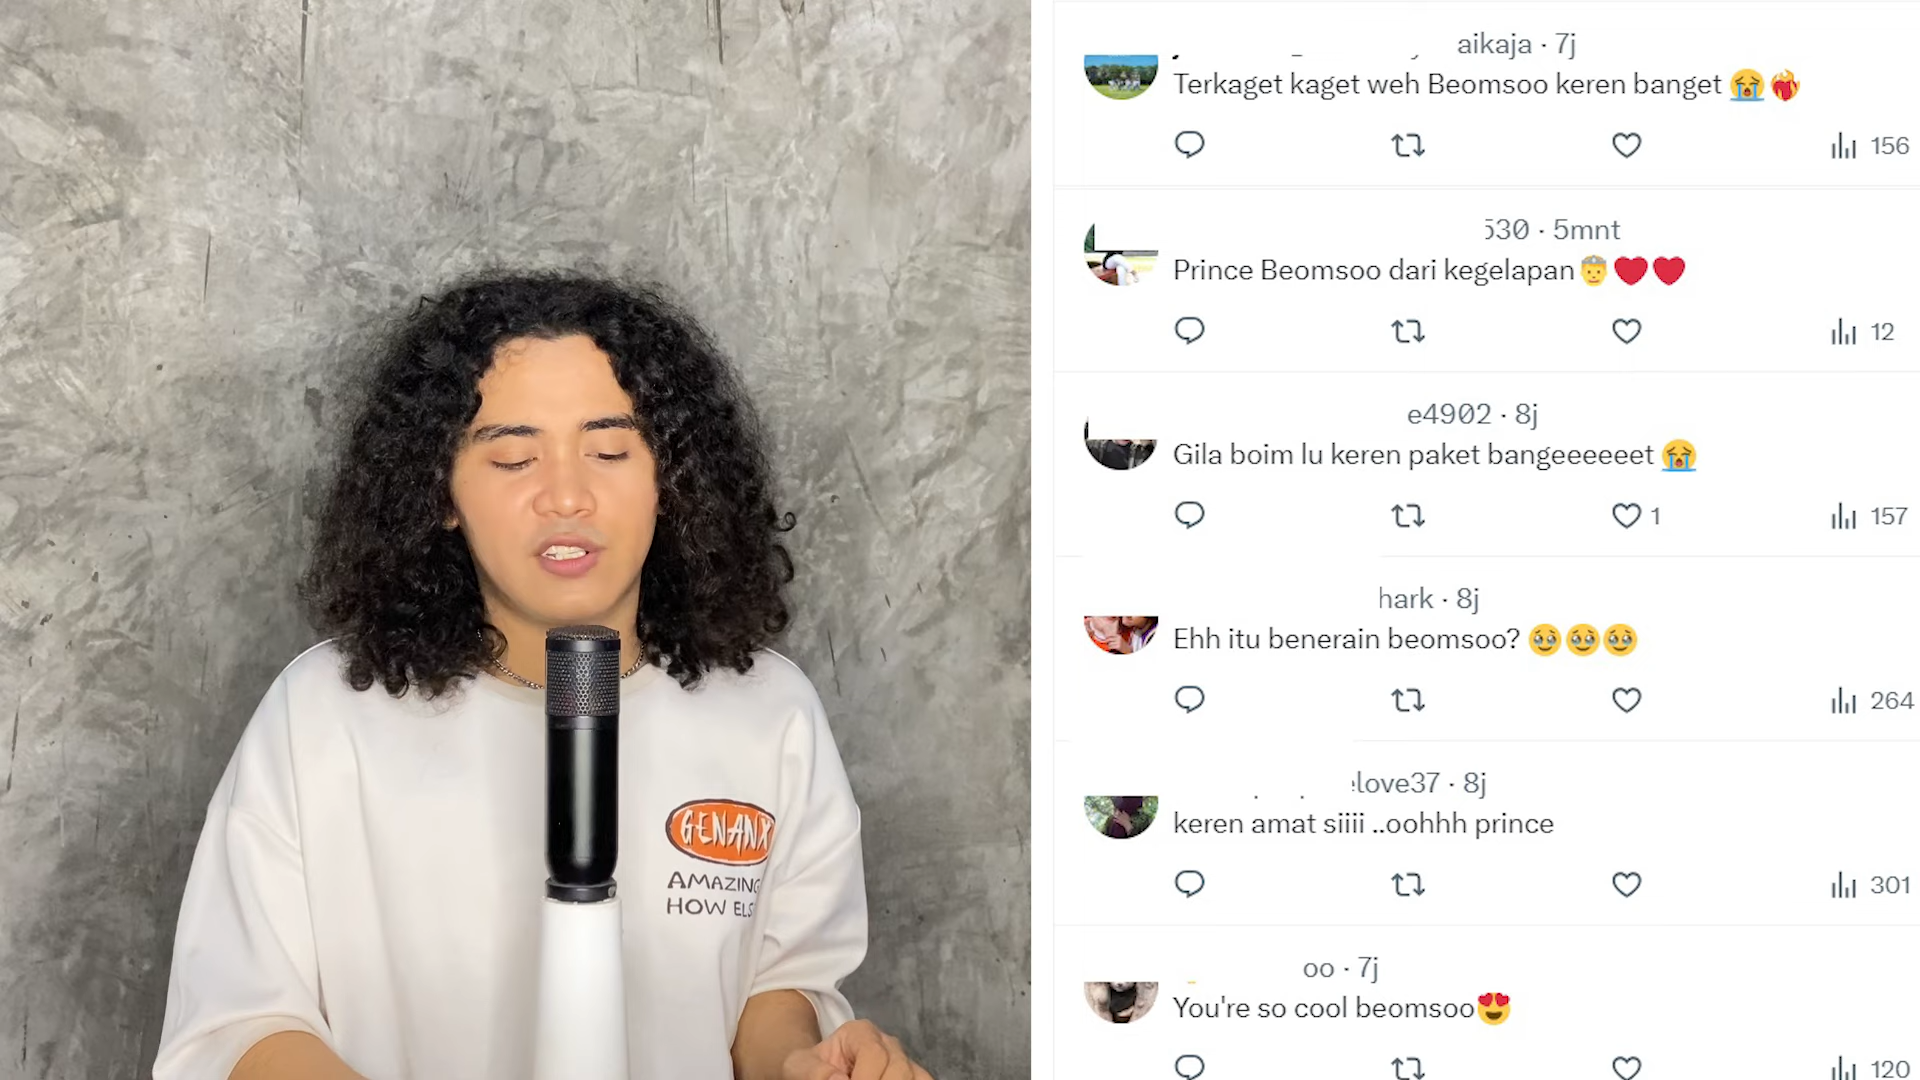 GENANX
AMAZING
HOW ELS
aikaja · 7j
Terkaget kaget weh Beomsoo keren banget 😭❤️‍🔥
156
530 · 5mnt
Prince Beomsoo dari kegelapan 🤴❤️❤️
12
e4902 · 8j
Gila boim lu keren paket bangeeeeeet 😭
1 157
hark · 8j
Ehh itu benerain beomsoo? 🥹🥹🥹
264
love37 · 8j
keren amat siiii ..oohhh prince
301
oo · 7j
You're so cool beomsoo😍
120